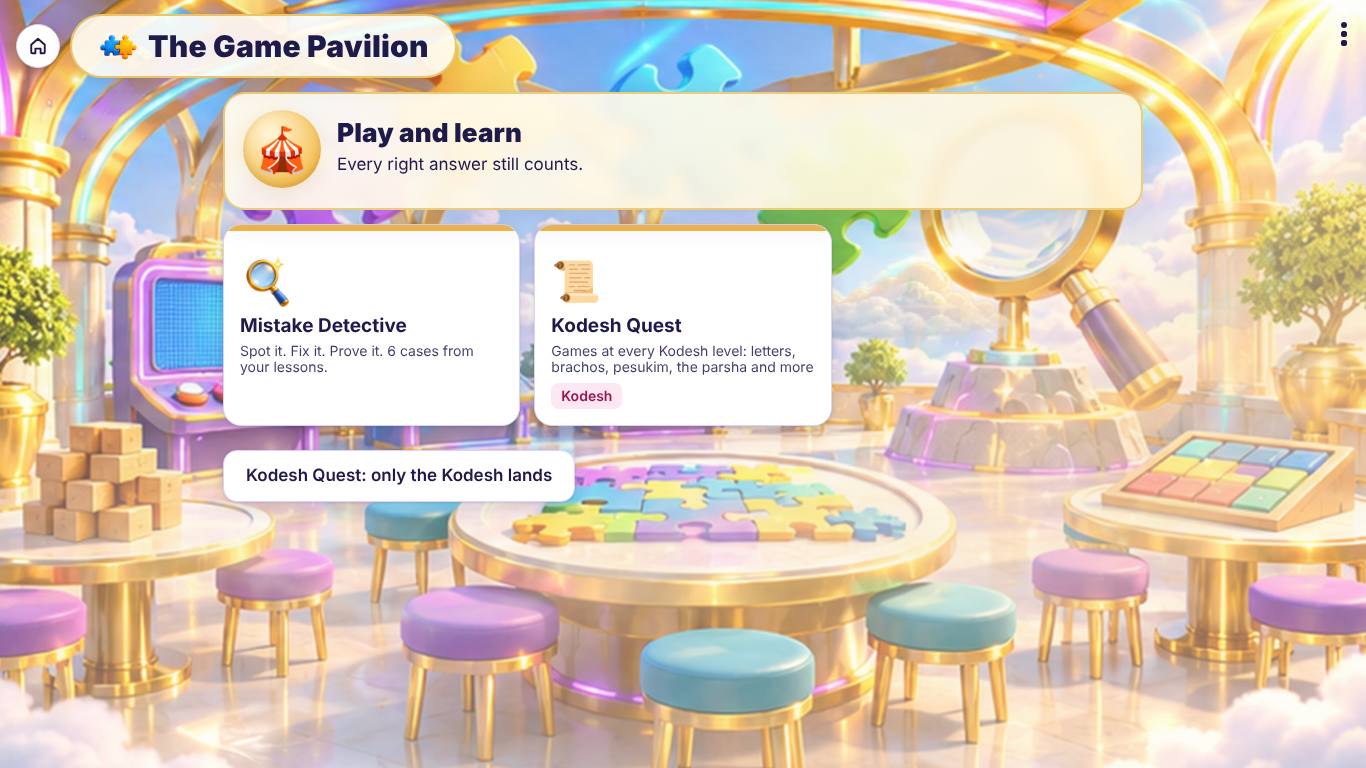 The Game Pavilion
Play and learn
Every right answer still counts.
Mistake Detective
Spot it. Fix it. Prove it. 6 cases from
your lessons.
Kodesh Quest
Games at every Kodesh level: letters,
brachos, pesukim, the parsha and more
Kodesh
Kodesh Quest: only the Kodesh lands